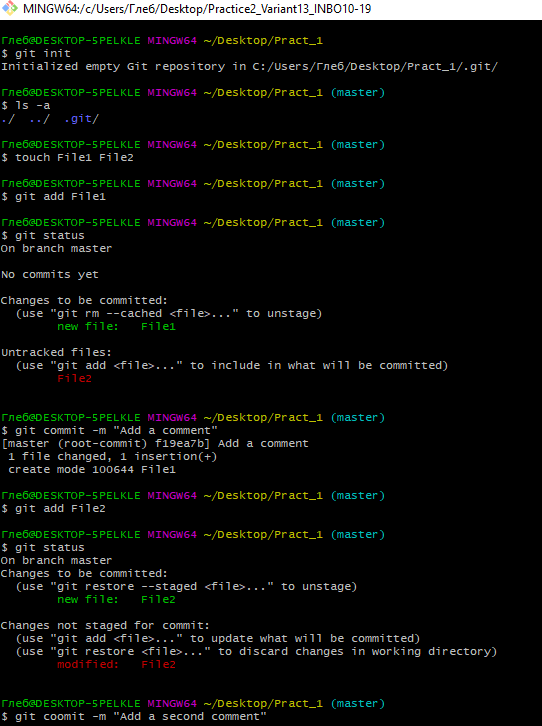 MINGW64:/c/Users/Глеб/Desktop/Practice2_Variant13_INBO10-19
Глеб@DESKTOP-5PELKLE MINGW64 ~/Desktop/Pract_1
$ git init
Initialized empty Git repository in C:/Users/Глеб/Desktop/Pract_1/.git/
Глеб@DESKTOP-5PELKLE MINGW64 ~/Desktop/Pract_1 (master)
$ ls -a
./  ../  .git/
Глеб@DESKTOP-5PELKLE MINGW64 ~/Desktop/Pract_1 (master)
$ touch File1 File2
Глеб@DESKTOP-5PELKLE MINGW64 ~/Desktop/Pract_1 (master)
$ git add File1
Глеб@DESKTOP-5PELKLE MINGW64 ~/Desktop/Pract_1 (master)
$ git status
On branch master
No commits yet
Changes to be committed:
  (use "git rm --cached <file>..." to unstage)
        new file:   File1
Untracked files:
  (use "git add <file>..." to include in what will be committed)
        File2
Глеб@DESKTOP-5PELKLE MINGW64 ~/Desktop/Pract_1 (master)
$ git commit -m "Add a comment"
[master (root-commit) f19ea7b] Add a comment
 1 file changed, 1 insertion(+)
 create mode 100644 File1
Глеб@DESKTOP-5PELKLE MINGW64 ~/Desktop/Pract_1 (master)
$ git add File2
Глеб@DESKTOP-5PELKLE MINGW64 ~/Desktop/Pract_1 (master)
$ git status
On branch master
Changes to be committed:
  (use "git restore --staged <file>..." to unstage)
        new file:   File2
Changes not staged for commit:
  (use "git add <file>..." to update what will be committed)
  (use "git restore <file>..." to discard changes in working directory)
        modified:   File2
Глеб@DESKTOP-5PELKLE MINGW64 ~/Desktop/Pract_1 (master)
$ git coomit -m "Add a second comment"